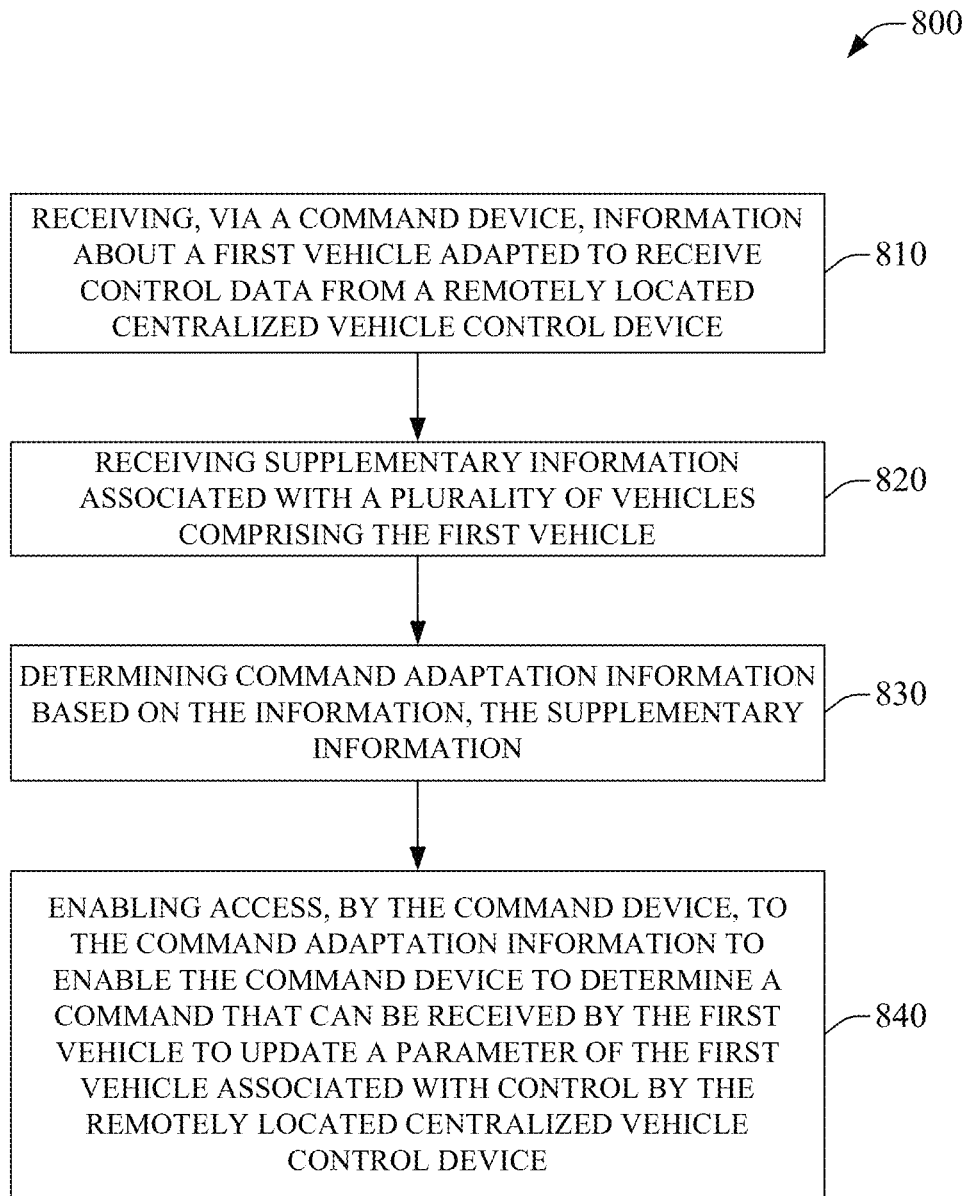 800
RECEIVING, VIA A COMMAND DEVICE, INFORMATION
ABOUT A FIRST VEHICLE ADAPTED TO RECEIVE
CONTROL DATA FROM A REMOTELY LOCATED
CENTRALIZED VEHICLE CONTROL DEVICE
810
RECEIVING SUPPLEMENTARY INFORMATION
ASSOCIATED WITH A PLURALITY OF VEHICLES
COMPRISING THE FIRST VEHICLE
820
DETERMINING COMMAND ADAPTATION INFORMATION
BASED ON THE INFORMATION, THE SUPPLEMENTARY
INFORMATION
830
ENABLING ACCESS, BY THE COMMAND DEVICE, TO
THE COMMAND ADAPTATION INFORMATION TO
ENABLE THE COMMAND DEVICE TO DETERMINE A
COMMAND THAT CAN BE RECEIVED BY THE FIRST
VEHICLE TO UPDATE A PARAMETER OF THE FIRST
VEHICLE ASSOCIATED WITH CONTROL BY THE
REMOTELY LOCATED CENTRALIZED VEHICLE
CONTROL DEVICE
840